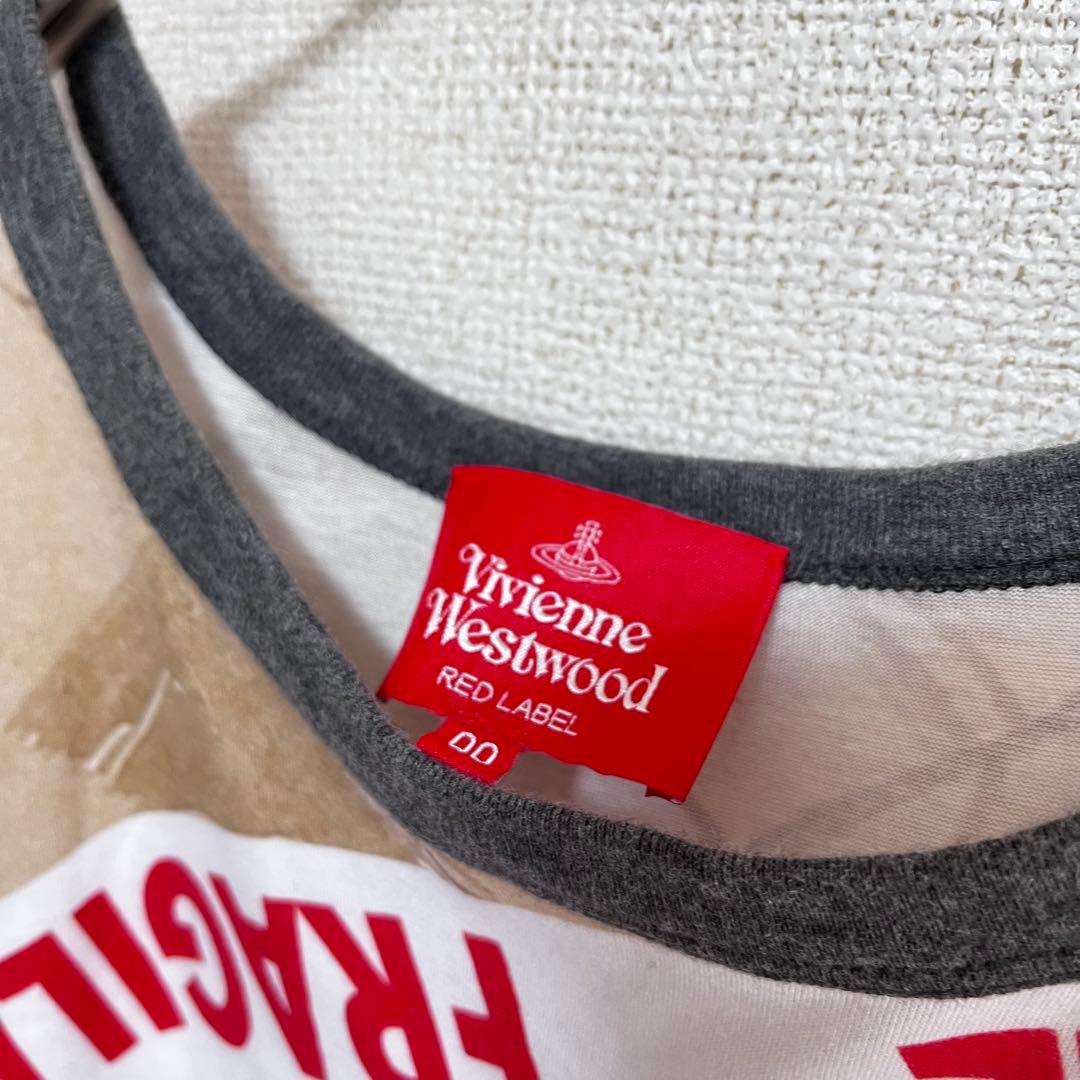 Vivienne
Westwood
RED LABEL
00
FRAGIL